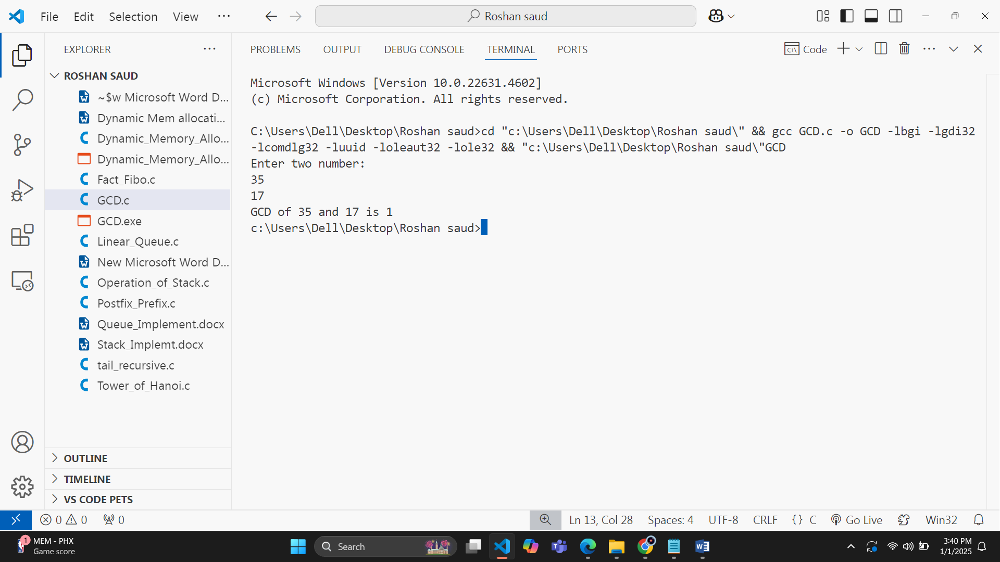 File Edit Selection View ··· Roshan saud
EXPLORER ···
ROSHAN SAUD
~$w Microsoft Word D...
Dynamic Mem allocati...
Dynamic_Memory_Allo...
Dynamic_Memory_Allo...
Fact_Fibo.c
GCD.c
GCD.exe
Linear_Queue.c
New Microsoft Word D...
Operation_of_Stack.c
Postfix_Prefix.c
Queue_Implement.docx
Stack_Implemt.docx
tail_recursive.c
Tower_of_Hanoi.c
OUTLINE
TIMELINE
VS CODE PETS
PROBLEMS OUTPUT DEBUG CONSOLE TERMINAL PORTS Code
Microsoft Windows [Version 10.0.22631.4602]
(c) Microsoft Corporation. All rights reserved.
C:\Users\Dell\Desktop\Roshan saud>cd "c:\Users\Dell\Desktop\Roshan saud\" && gcc GCD.c -o GCD -lbgi -lgdi32
-lcomdlg32 -luuid -loleaut32 -lole32 && "c:\Users\Dell\Desktop\Roshan saud\"GCD
Enter two number:
35
17
GCD of 35 and 17 is 1
c:\Users\Dell\Desktop\Roshan saud>
0 0 0 Ln 13, Col 28 Spaces: 4 UTF-8 CRLF {} C Go Live Win32
1 MEM - PHX
Game score
Search
3:40 PM
1/1/2025